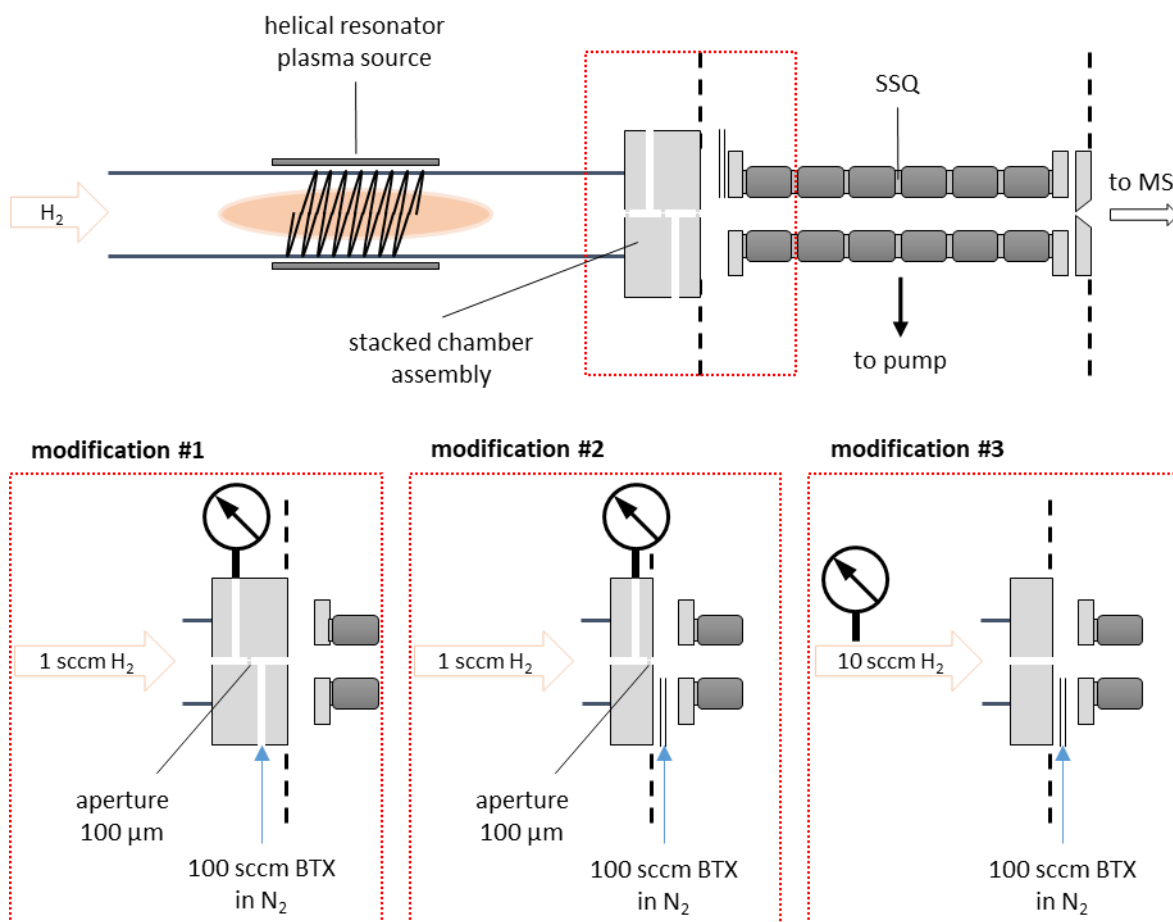 helical resonator
plasma source
SSQ
H₂
to MS
stacked chamber
assembly
to pump
modification #1
modification #2
modification #3
1 sccm H₂
1 sccm H₂
10 sccm H₂
aperture
100 µm
aperture
100 µm
100 sccm BTX
in N₂
100 sccm BTX
in N₂
100 sccm BTX
in N₂